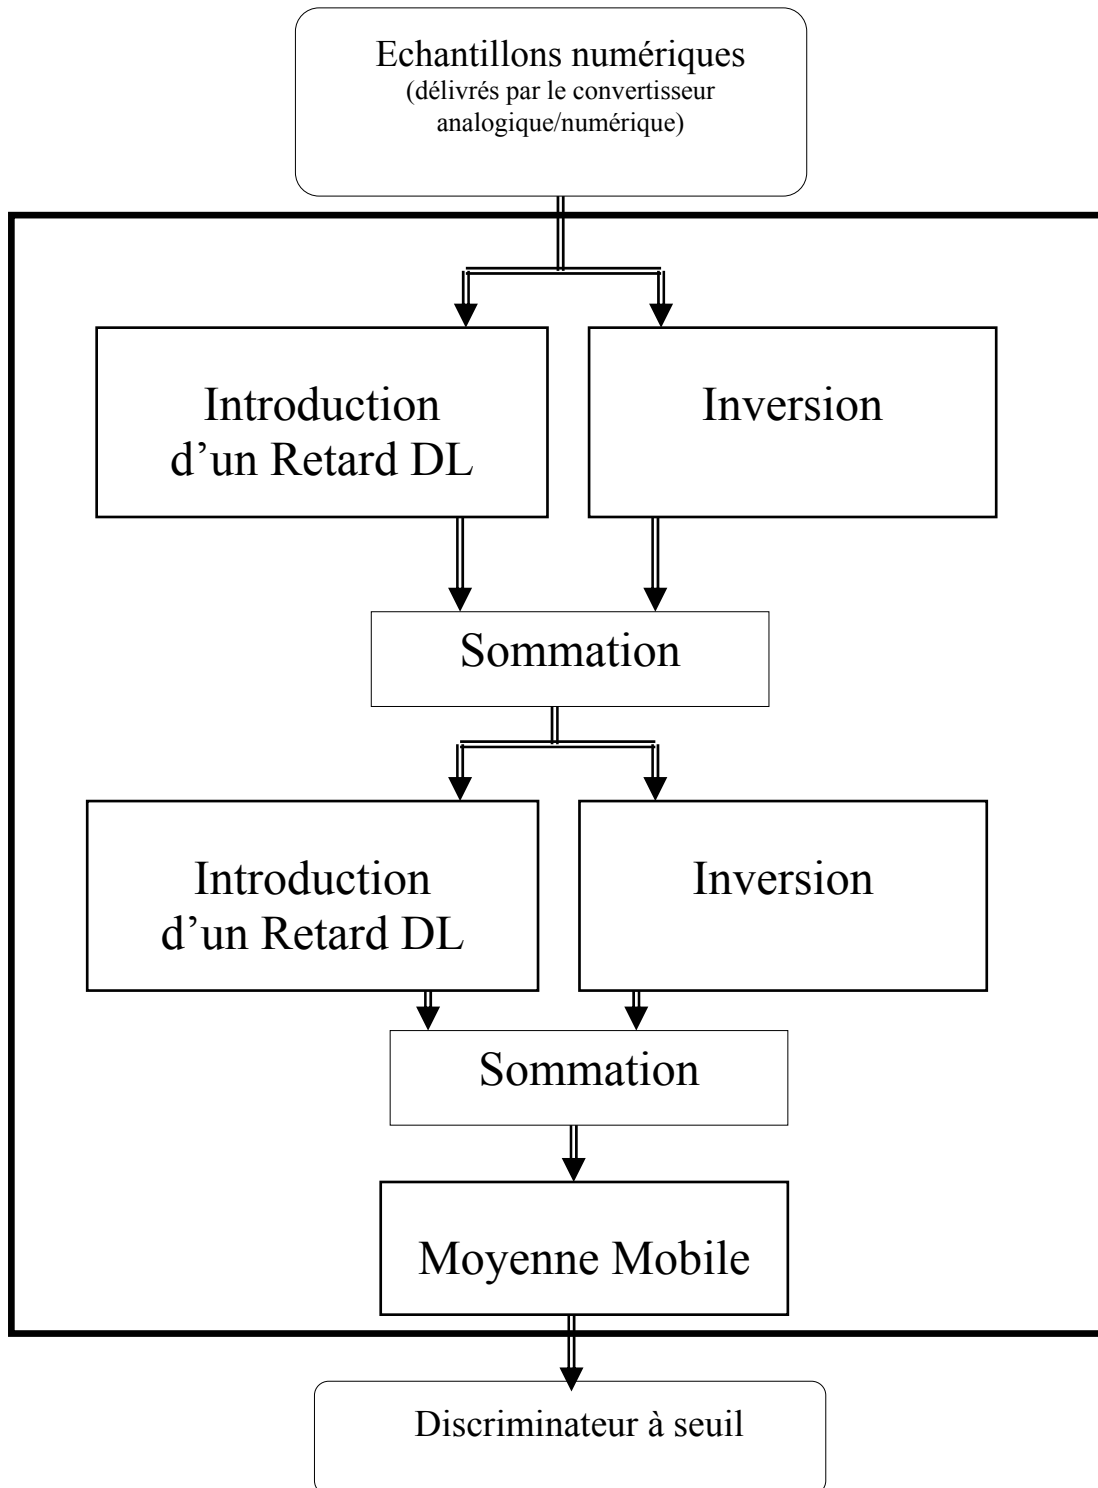 Echantillons numériques
(délivrés par le convertisseur
analogique/numérique)
Introduction
d’un Retard DL
Inversion
Sommation
Introduction
d’un Retard DL
Inversion
Sommation
Moyenne Mobile
Discriminateur à seuil